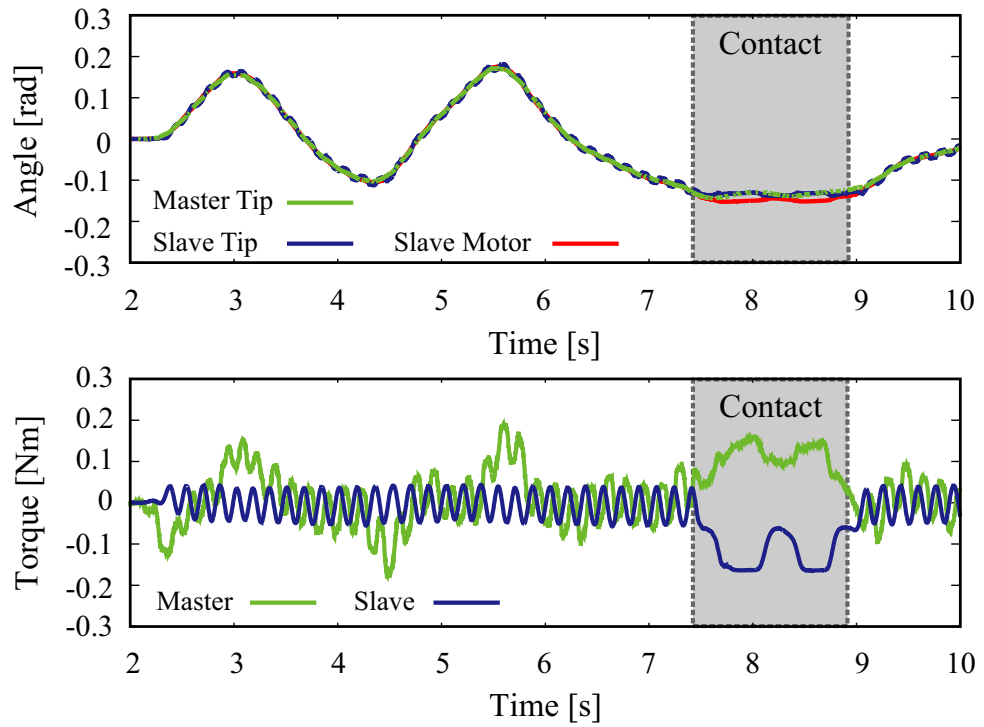 0.3
0.2
0.1
0
-0.1
-0.2
-0.3
Angle [rad]
Contact
Master Tip
Slave Tip
Slave Motor
2 3 4 5 6 7 8 9 10
Time [s]
0.3
0.2
0.1
0
-0.1
-0.2
-0.3
Torque [Nm]
Contact
Master
Slave
2 3 4 5 6 7 8 9 10
Time [s]